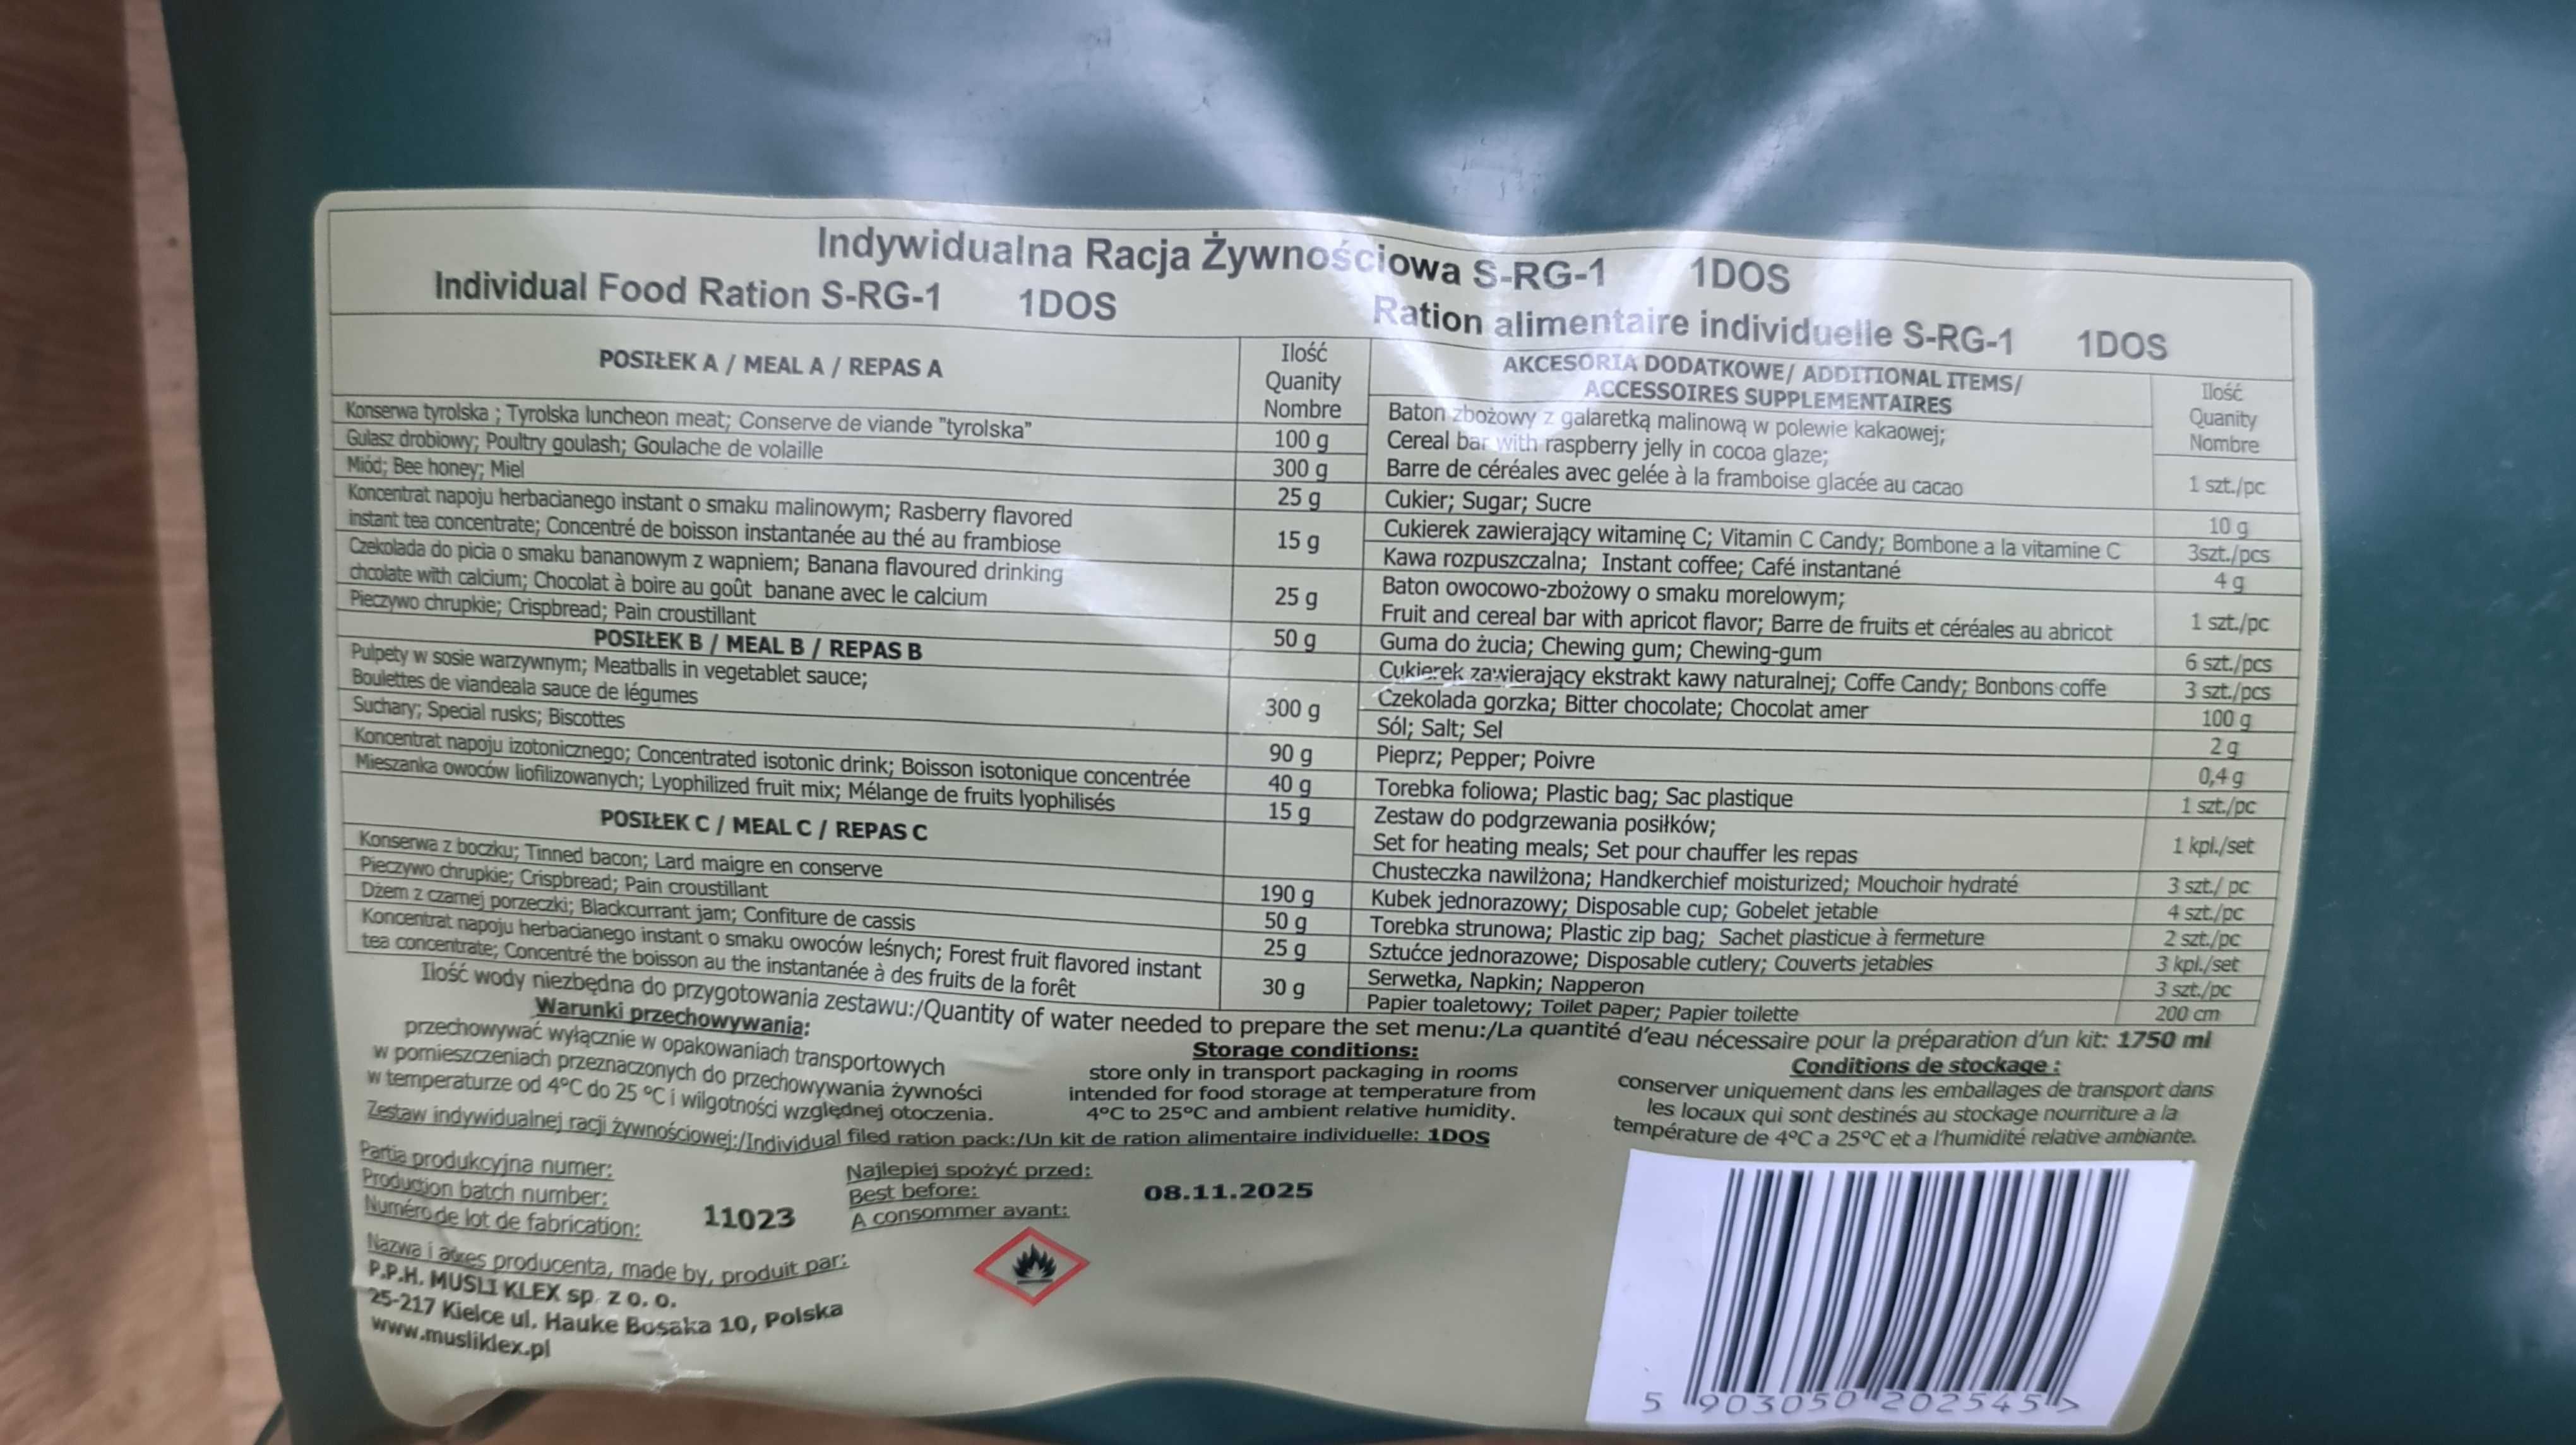 Indywidualna Racja Żywnościowa S-RG-1 1DOS
Individual Food Ration S-RG-1 1DOS
Ration alimentaire individuelle S-RG-1 1DOS
POSIŁEK A / MEAL A / REPAS A
Ilość
Quanity
Nombre
Konserwa tyrolska ; Tyrolska luncheon meat; Conserve de viande "tyrolska"
100 g
Gulasz drobiowy; Poultry goulash; Goulache de volaille
300 g
Miód; Bee honey; Miel
25 g
Koncentrat napoju herbacianego instant o smaku malinowym; Rasberry flavored
instant tea concentrate; Concentré de boisson instantanée au thé au frambiose
15 g
Czekolada do picia o smaku bananowym z wapniem; Banana flavoured drinking
chcolate with calcium; Chocolat à boire au goût banane avec le calcium
25 g
Pieczywo chrupkie; Crispbread; Pain croustillant
50 g
POSIŁEK B / MEAL B / REPAS B
Pulpety w sosie warzywnym; Meatballs in vegetablet sauce;
Boulettes de viandeala sauce de légumes
300 g
Suchary; Special rusks; Biscottes
90 g
Koncentrat napoju izotonicznego; Concentrated isotonic drink; Boisson isotonique concentrée
40 g
Mieszanka owoców liofilizowanych; Lyophilized fruit mix; Mélange de fruits lyophilisés
15 g
POSIŁEK C / MEAL C / REPAS C
Konserwa z boczku; Tinned bacon; Lard maigre en conserve
190 g
Pieczywo chrupkie; Crispbread; Pain croustillant
50 g
Dżem z czarnej porzeczki; Blackcurrant jam; Confiture de cassis
25 g
Koncentrat napoju herbacianego instant o smaku owoców leśnych; Forest fruit flavored instant
tea concentrate; Concentré the boisson au the instantanée à des fruits de la forêt
30 g
AKCESORIA DODATKOWE/ ADDITIONAL ITEMS/
ACCESSOIRES SUPPLEMENTAIRES
Ilość
Quanity
Nombre
Baton zbożowy z galaretką malinową w polewie kakaowej;
Cereal bar with raspberry jelly in cocoa glaze;
Barre de céréales avec gelée à la framboise glacée au cacao
1 szt./pc
Cukier; Sugar; Sucre
10 g
Cukierek zawierający witaminę C; Vitamin C Candy; Bombone a la vitamine C
3szt./pcs
Kawa rozpuszczalna; Instant coffee; Café instantané
4 g
Baton owocowo-zbożowy o smaku morelowym;
Fruit and cereal bar with apricot flavor; Barre de fruits et céréales au abricot
1 szt./pc
Guma do żucia; Chewing gum; Chewing-gum
6 szt./pcs
Cukierek zawierający ekstrakt kawy naturalnej; Coffe Candy; Bonbons coffe
3 szt./pcs
Czekolada gorzka; Bitter chocolate; Chocolat amer
100 g
Sól; Salt; Sel
2 g
Pieprz; Pepper; Poivre
0,4 g
Torebka foliowa; Plastic bag; Sac plastique
1 szt./pc
Zestaw do podgrzewania posiłków;
Set for heating meals; Set pour chauffer les repas
1 kpl./set
Chusteczka nawilżona; Handkerchief moisturized; Mouchoir hydraté
3 szt./ pc
Kubek jednorazowy; Disposable cup; Gobelet jetable
4 szt./pc
Torebka strunowa; Plastic zip bag; Sachet plasticue à fermeture
2 szt./pc
Sztućce jednorazowe; Disposable cutlery; Couverts jetables
3 kpl./set
Serwetka, Napkin; Napperon
3 szt./pc
Papier toaletowy; Toilet paper; Papier toilette
200 cm
Ilość wody niezbędna do przygotowania zestawu:/Quantity of water needed to prepare the set menu:/La quantité d'eau nécessaire pour la préparation d'un kit: 1750 ml
Warunki przechowywania:
przechowywać wyłącznie w opakowaniach transportowych
w pomieszczeniach przeznaczonych do przechowywania żywności
w temperaturze od 4°C do 25 °C i wilgotności względnej otoczenia.
Storage conditions:
store only in transport packaging in rooms
intended for food storage at temperature from
4°C to 25°C and ambient relative humidity.
Conditions de stockage :
conserver uniquement dans les emballages de transport dans
les locaux qui sont destinés au stockage nourriture a la
température de 4°C a 25°C et a l'humidité relative ambiante.
Zestaw indywidualnej racji żywnościowej:/Individual filed ration pack:/Un kit de ration alimentaire individuelle: 1DOS
Partia produkcyjna numer:
Production batch number:
Numéro de lot de fabrication:
11023
Najlepiej spożyć przed:
Best before:
A consommer avant:
08.11.2025
Nazwa i adres producenta, made by, produit par:
P.P.H. MUSLI KLEX sp. z o. o.
25-217 Kielce ul. Hauke Bosaka 10, Polska
www.musliklex.pl
5 903050 202545 >